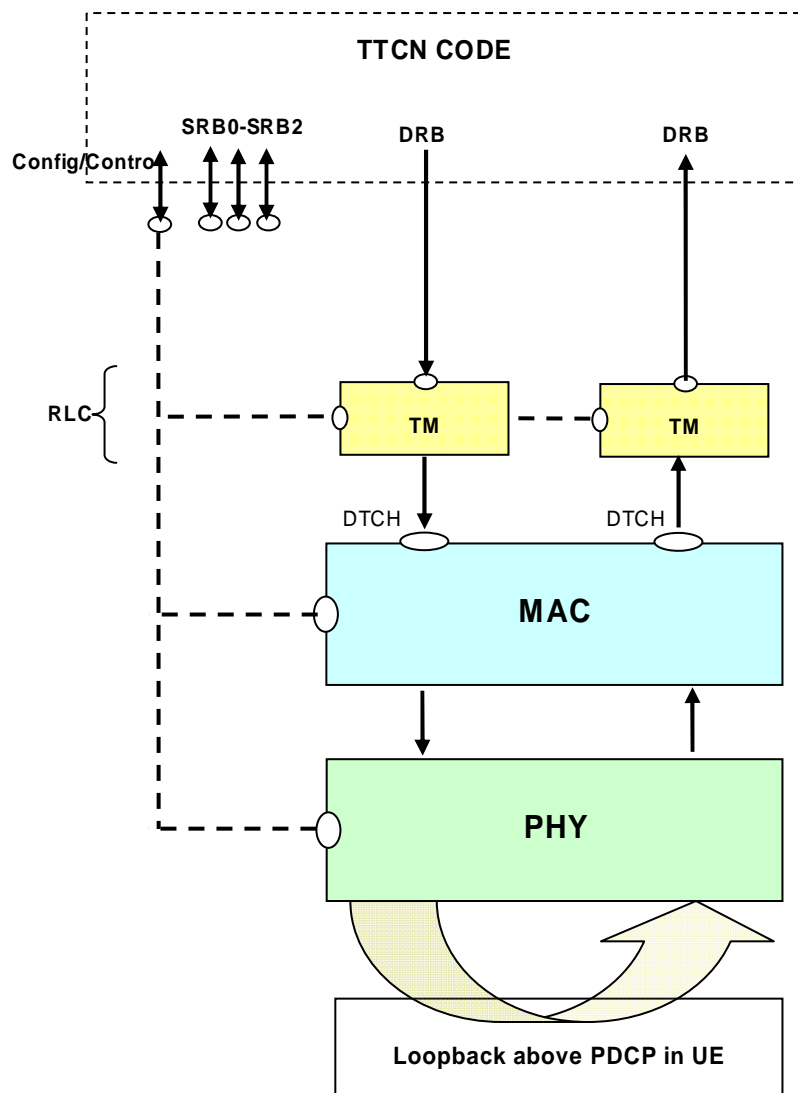 TTCN CODE
SRB0-SRB2
DRB
DRB
Config/Contro
RLC
TM
TM
DTCH
DTCH
MAC
PHY
Loopback above PDCP in UE